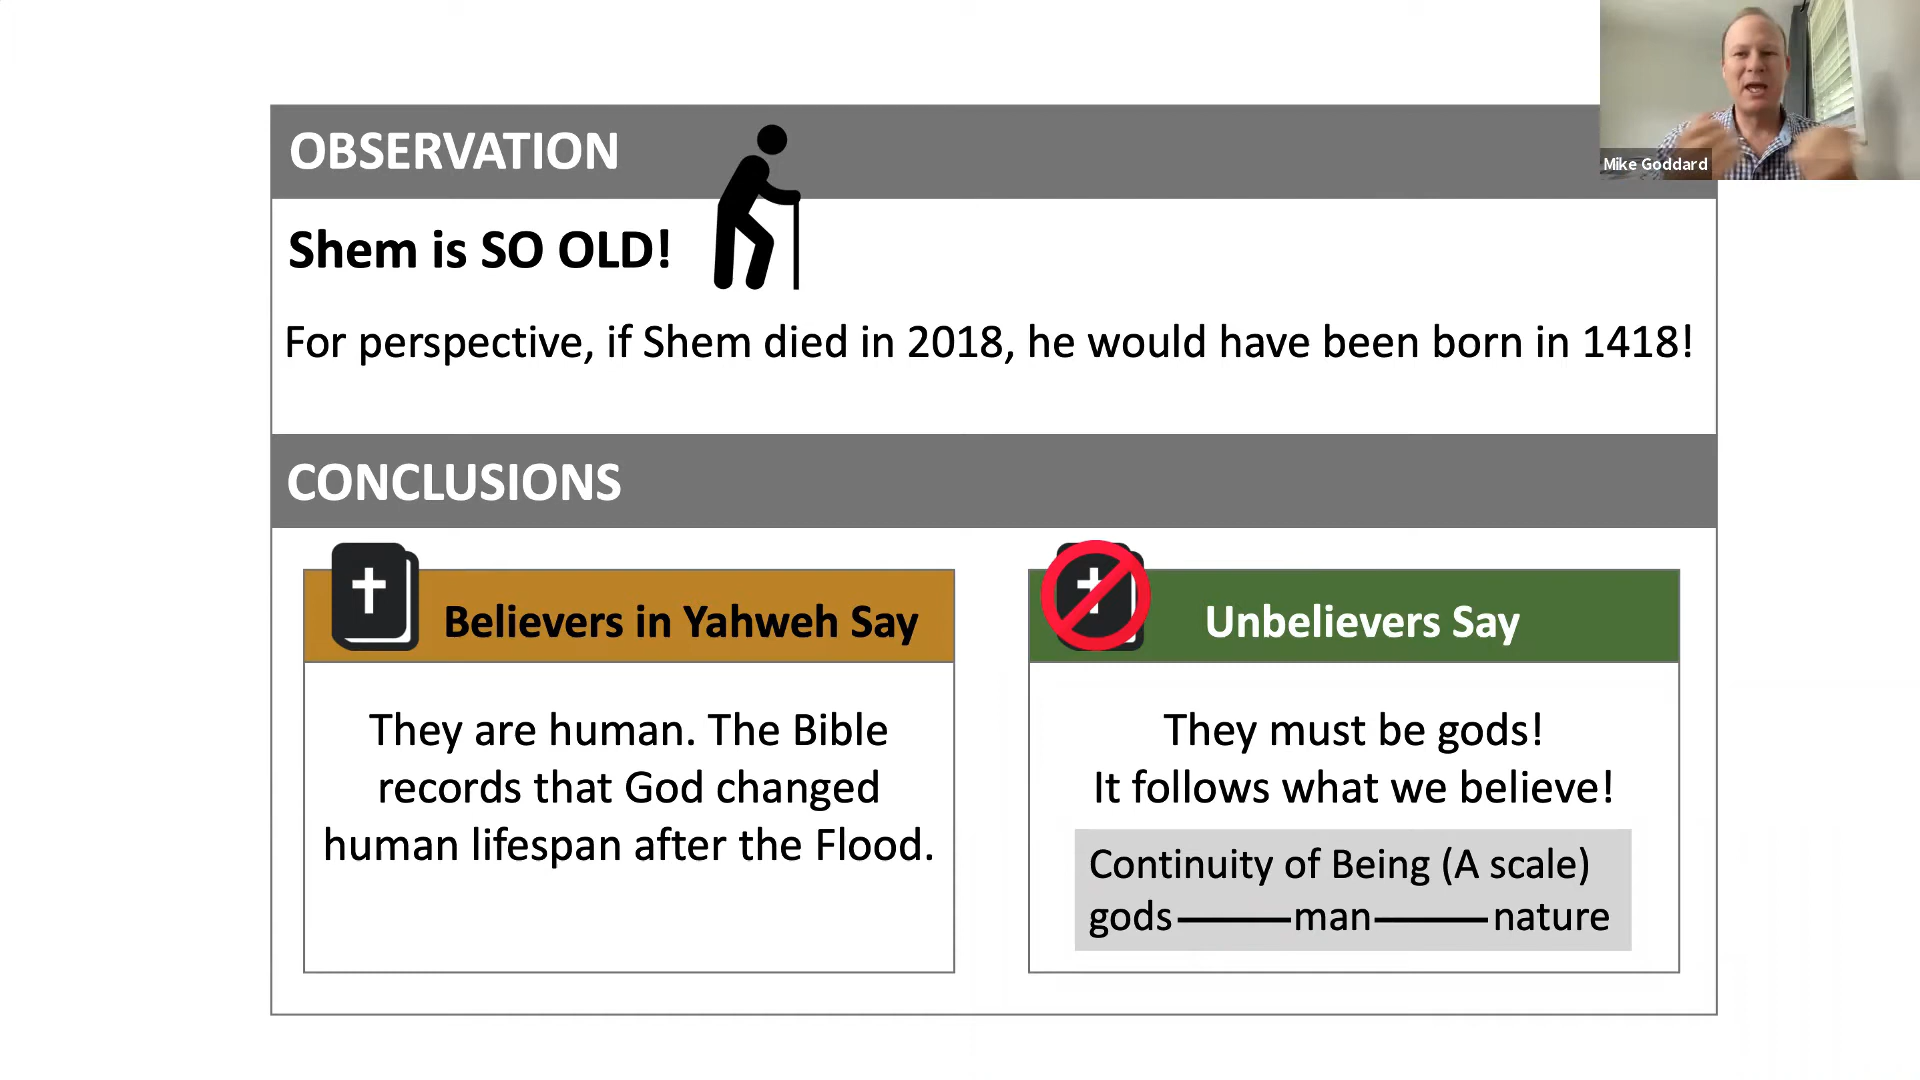 Mike Goddard
OBSERVATION
Shem is SO OLD!
For perspective, if Shem died in 2018, he would have been born in 1418!
CONCLUSIONS
Believers in Yahweh Say
They are human. The Bible
records that God changed
human lifespan after the Flood.
Unbelievers Say
They must be gods!
It follows what we believe!
Continuity of Being (A scale)
gods man nature